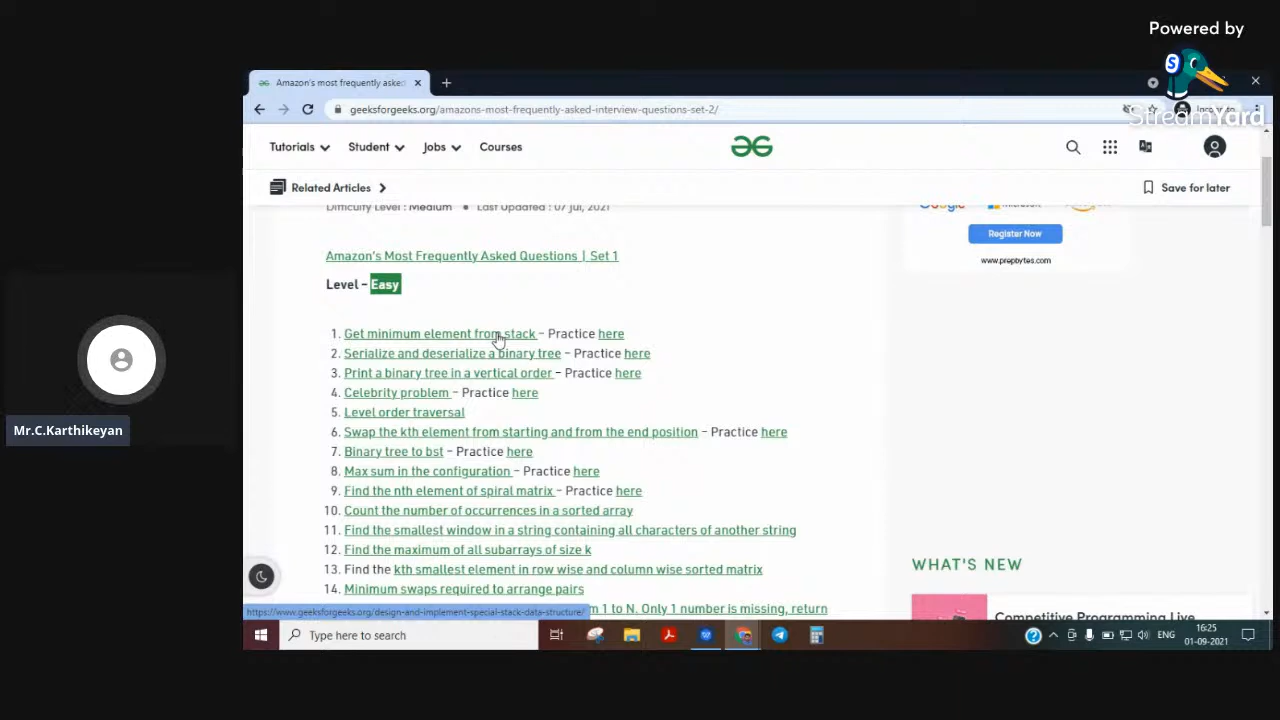 Powered by
StreamYard
Amazon's most frequently asked
geeksforgeeks.org/amazons-most-frequently-asked-interview-questions-set-2/
Tutorials
Student
Jobs
Courses
Related Articles
Save for later
Difficulty Level : Medium • Last Updated : 07 Jul, 2021
Google Microsoft
Register Now
www.prepbytes.com
Amazon's Most Frequently Asked Questions | Set 1
Level – Easy
1. Get minimum element from stack – Practice here
2. Serialize and deserialize a binary tree – Practice here
3. Print a binary tree in a vertical order – Practice here
4. Celebrity problem – Practice here
5. Level order traversal
6. Swap the kth element from starting and from the end position – Practice here
7. Binary tree to bst – Practice here
8. Max sum in the configuration – Practice here
9. Find the nth element of spiral matrix – Practice here
10. Count the number of occurrences in a sorted array
11. Find the smallest window in a string containing all characters of another string
12. Find the maximum of all subarrays of size k
13. Find the kth smallest element in row wise and column wise sorted matrix
14. Minimum swaps required to arrange pairs
m 1 to N. Only 1 number is missing, return
https://www.geeksforgeeks.org/design-and-implement-special-stack-data-structure/
WHAT'S NEW
Competitive Programming Live
Mr.C.Karthikeyan
Type here to search
ENG
16:25
01-09-2021